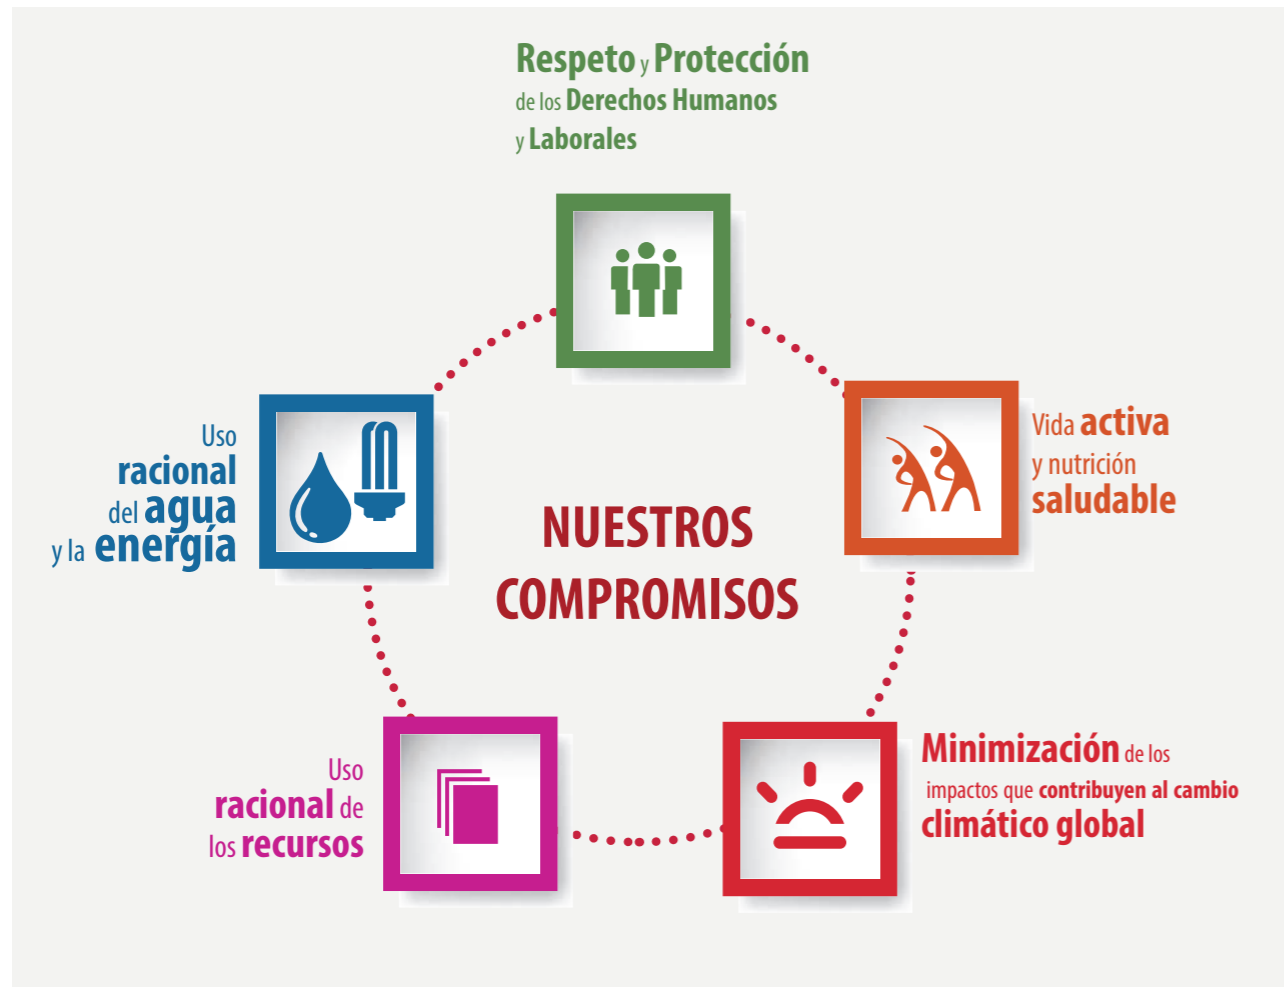 Respeto y Protección
de los Derechos Humanos
y Laborales
Vida activa
y nutrición
saludable
Uso
racional
del agua
y la energía
NUESTROS
COMPROMISOS
Minimización de los
impactos que contribuyen al cambio
climático global
Uso
racional de
los recursos